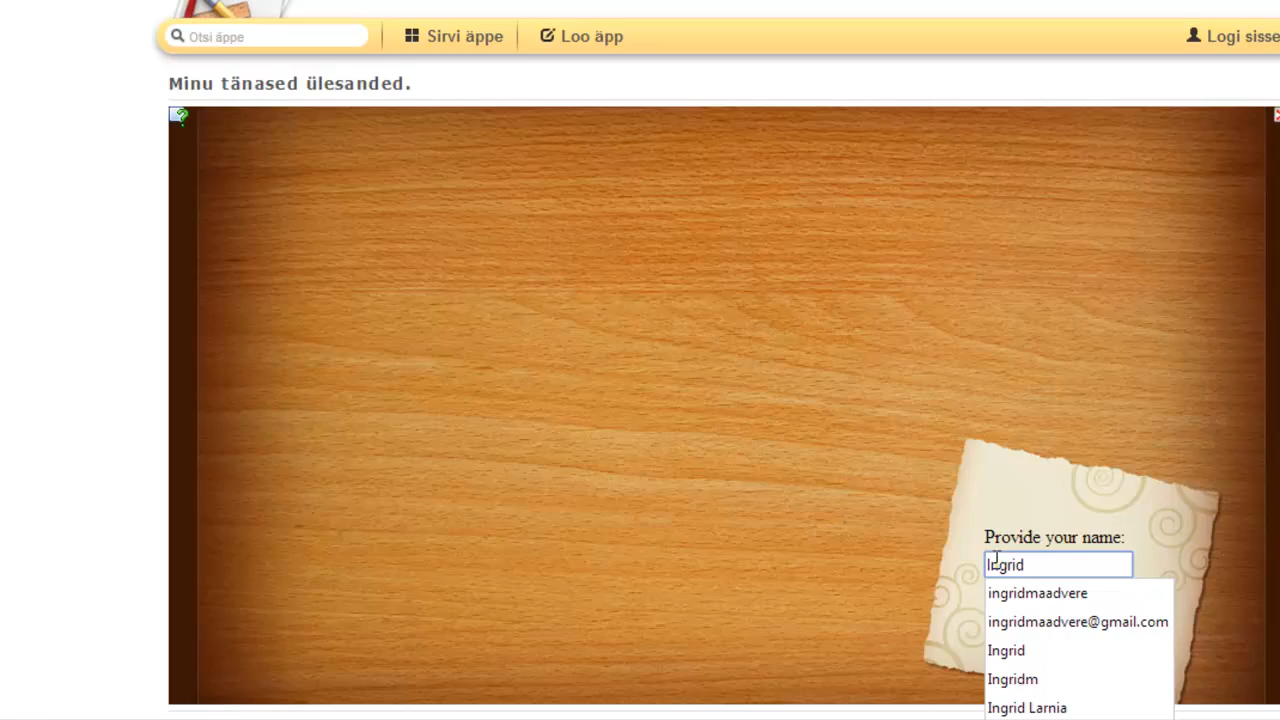 Otsi äppe
Sirvi äppe
Loo äpp
Logi sisse
Minu tänased ülesanded.
Provide your name:
Ingrid
ingridmaadvere
ingridmaadvere@gmail.com
Ingrid
Ingridm
Ingrid Larnia